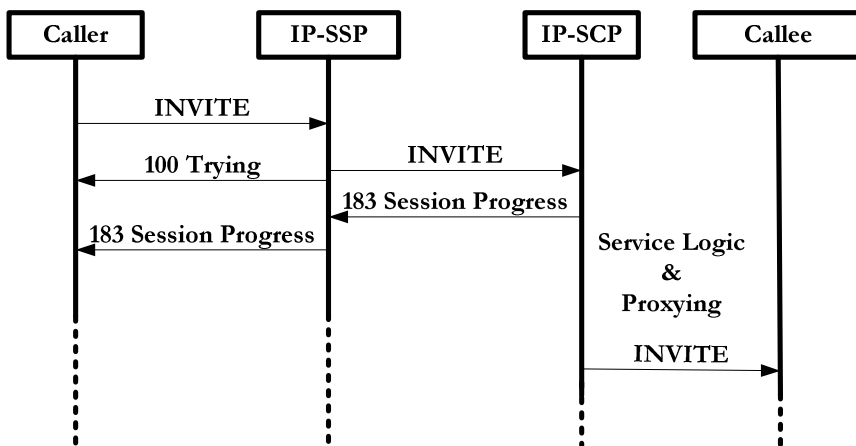 Caller
IP-SSP
IP-SCP
Callee
INVITE
100 Trying
INVITE
183 Session Progress
183 Session Progress
Service Logic
&
Proxying
INVITE